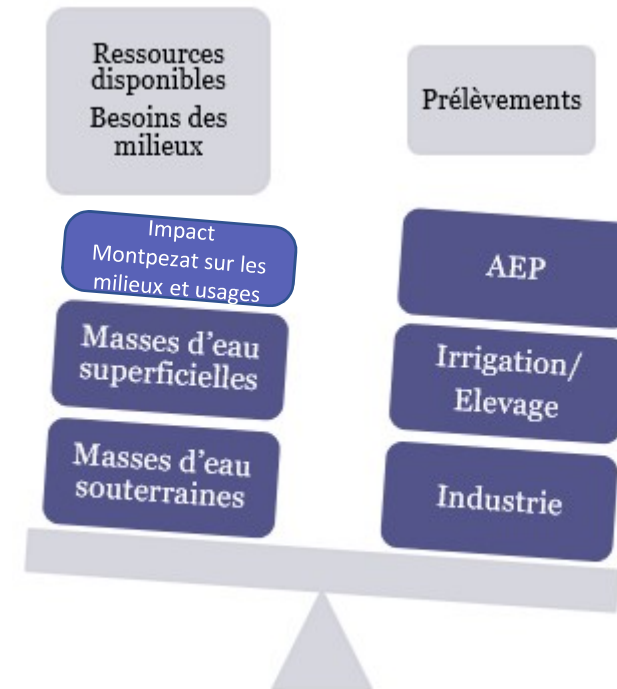 Ressources
disponibles
Besoins des
milieux
Prélèvements
Impact
Montpezat sur les
milieux et usages
Masses d'eau
superficielles
Masses d'eau
souterraines
AEP
Irrigation/
Elevage
Industrie